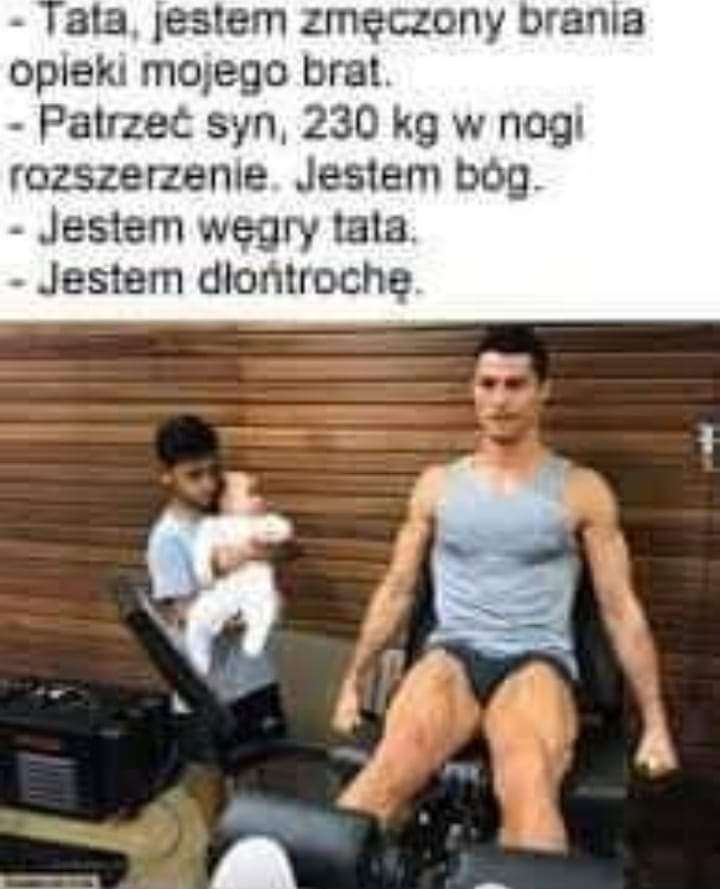 - Tata, jestem zmęczony brania
opieki mojego brat.
- Patrzeć syn, 230 kg w nogi
rozszerzenie. Jestem bóg.
- Jestem węgry tata.
- Jestem dłońtrochę.